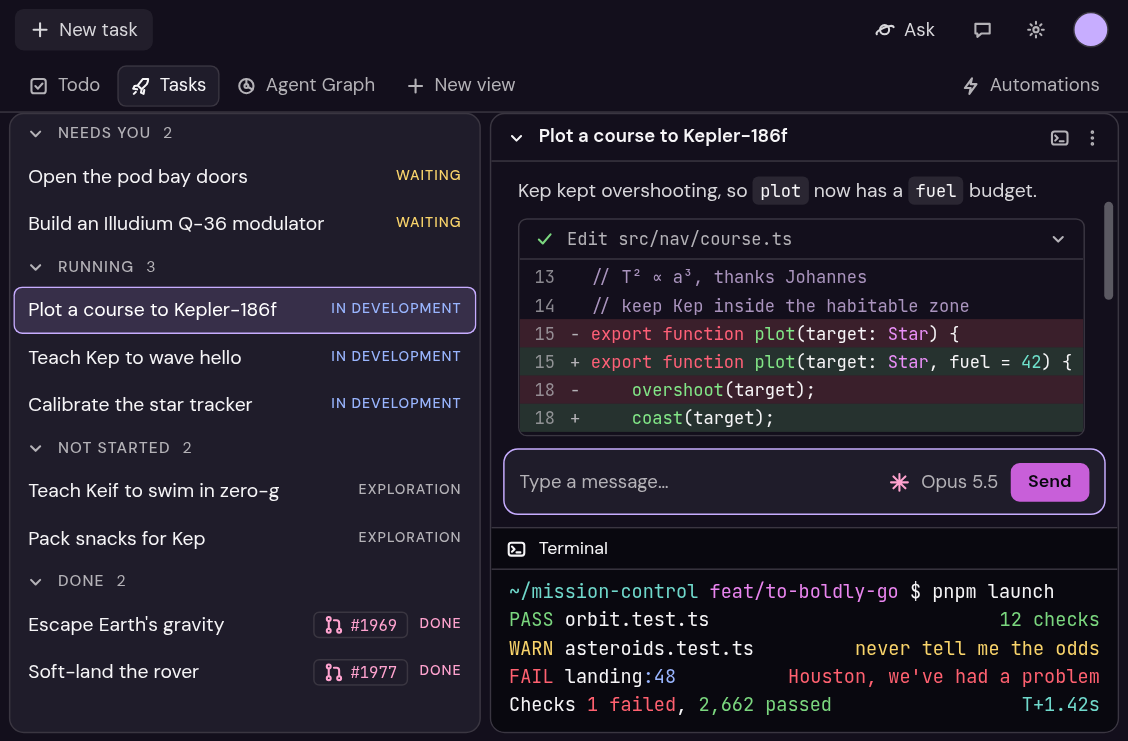 New task
Ask
Todo
Tasks
Agent Graph
New view
Automations
NEEDS YOU 2
Open the pod bay doors WAITING
Build an Illudium Q-36 modulator WAITING
RUNNING 3
Plot a course to Kepler-186f IN DEVELOPMENT
Teach Kep to wave hello IN DEVELOPMENT
Calibrate the star tracker IN DEVELOPMENT
NOT STARTED 2
Teach Keif to swim in zero-g EXPLORATION
Pack snacks for Kep EXPLORATION
DONE 2
Escape Earth's gravity #1969 DONE
Soft-land the rover #1977 DONE
Plot a course to Kepler-186f
Kep kept overshooting, so plot now has a fuel budget.
Edit src/nav/course.ts
13 // T² ∝ a³, thanks Johannes
14 // keep Kep inside the habitable zone
15 - export function plot(target: Star) {
15 + export function plot(target: Star, fuel = 42) {
18 - overshoot(target);
18 + coast(target);
Type a message…
Opus 5.5
Send
Terminal
~/mission-control feat/to-boldly-go $ pnpm launch
PASS orbit.test.ts 12 checks
WARN asteroids.test.ts never tell me the odds
FAIL landing:48 Houston, we've had a problem
Checks 1 failed, 2,662 passed T+1.42s